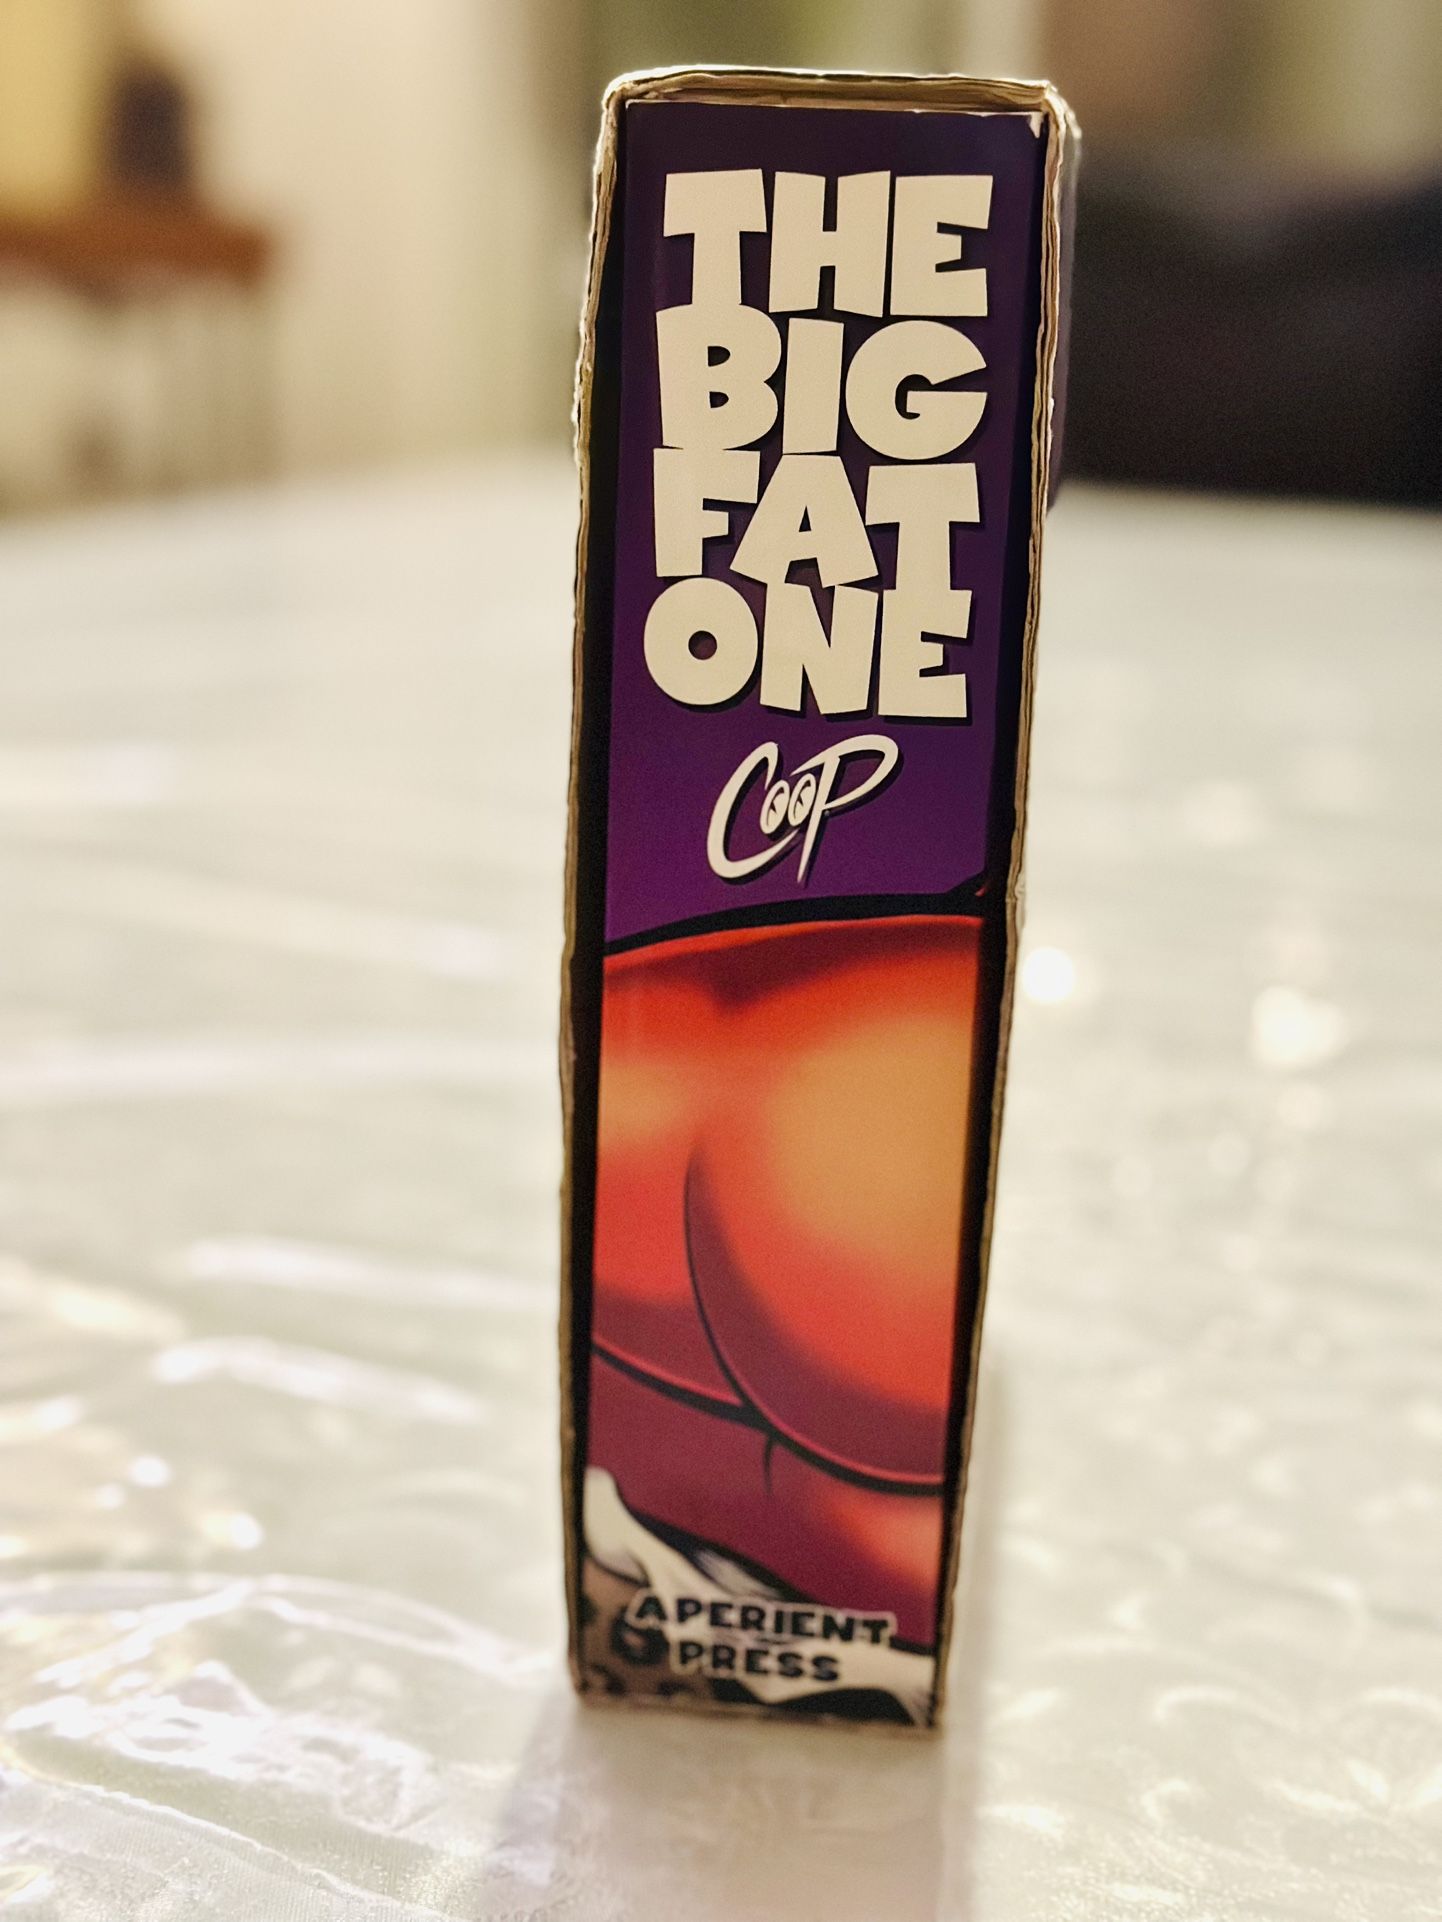 THE
BIG
FAT
ONE
COOP
APERIENT
PRESS